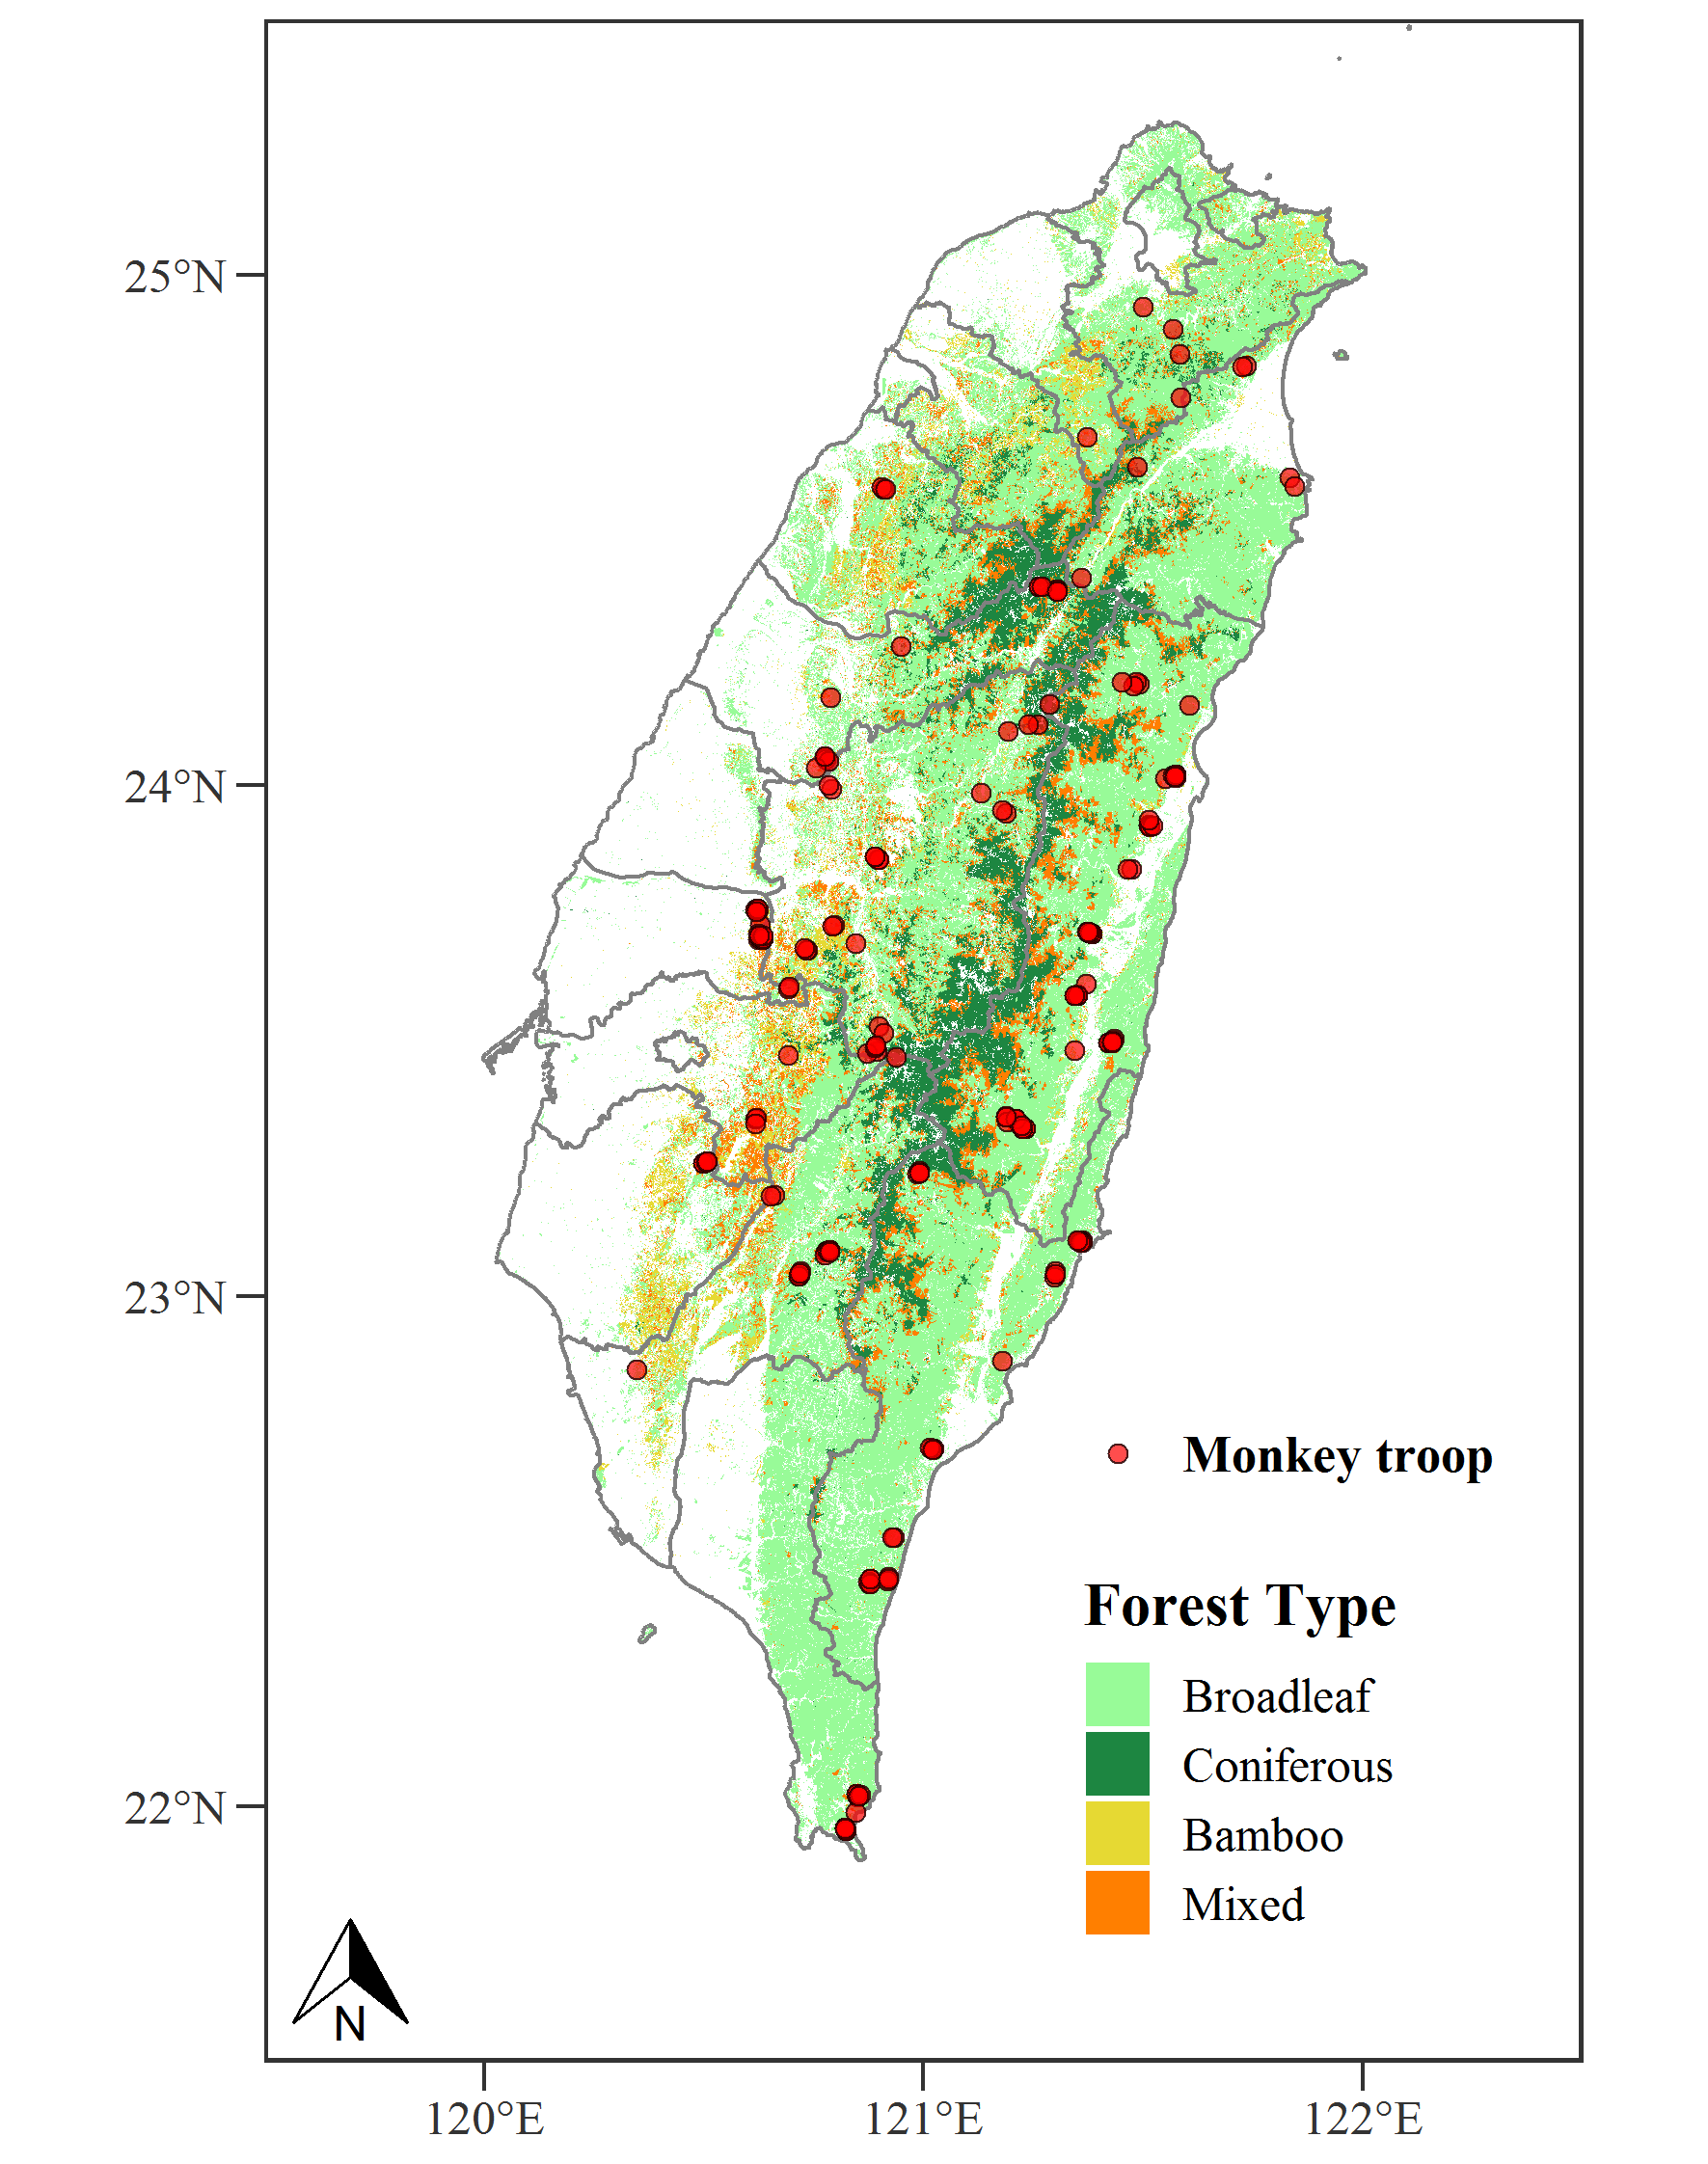 25°N
24°N
23°N
22°N
Monkey troop
Forest Type
Broadleaf
Coniferous
Bamboo
Mixed
N
120°E
121°E
122°E